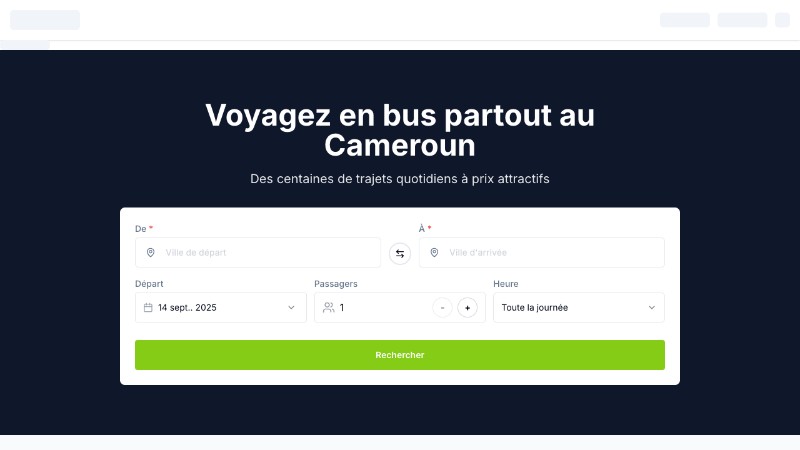 Voyagez en bus partout au
Cameroun
Des centaines de trajets quotidiens à prix attractifs
De *
À *
Ville de départ
Ville d'arrivée
Départ
Passagers
Heure
14 sept.. 2025
1
-
+
Toute la journée
Rechercher